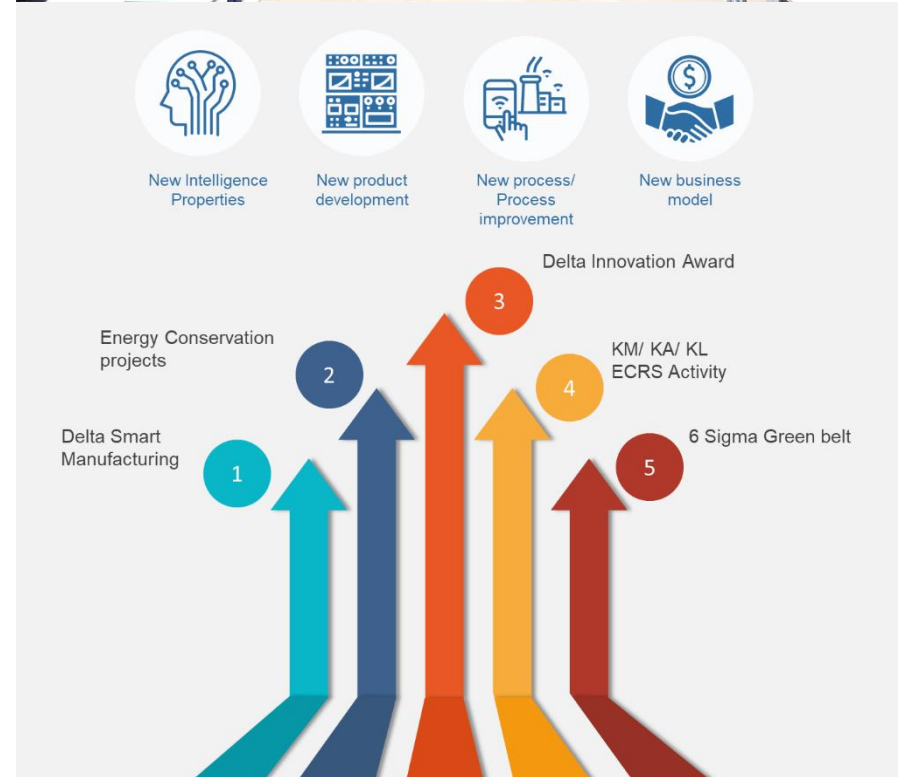 New Intelligence
Properties
New product
development
New process/
Process
improvement
New business
model
Delta Innovation Award
3
Energy Conservation
projects
2
KM/ KA/ KL
ECRS Activity
4
Delta Smart
Manufacturing
1
6 Sigma Green belt
5
$